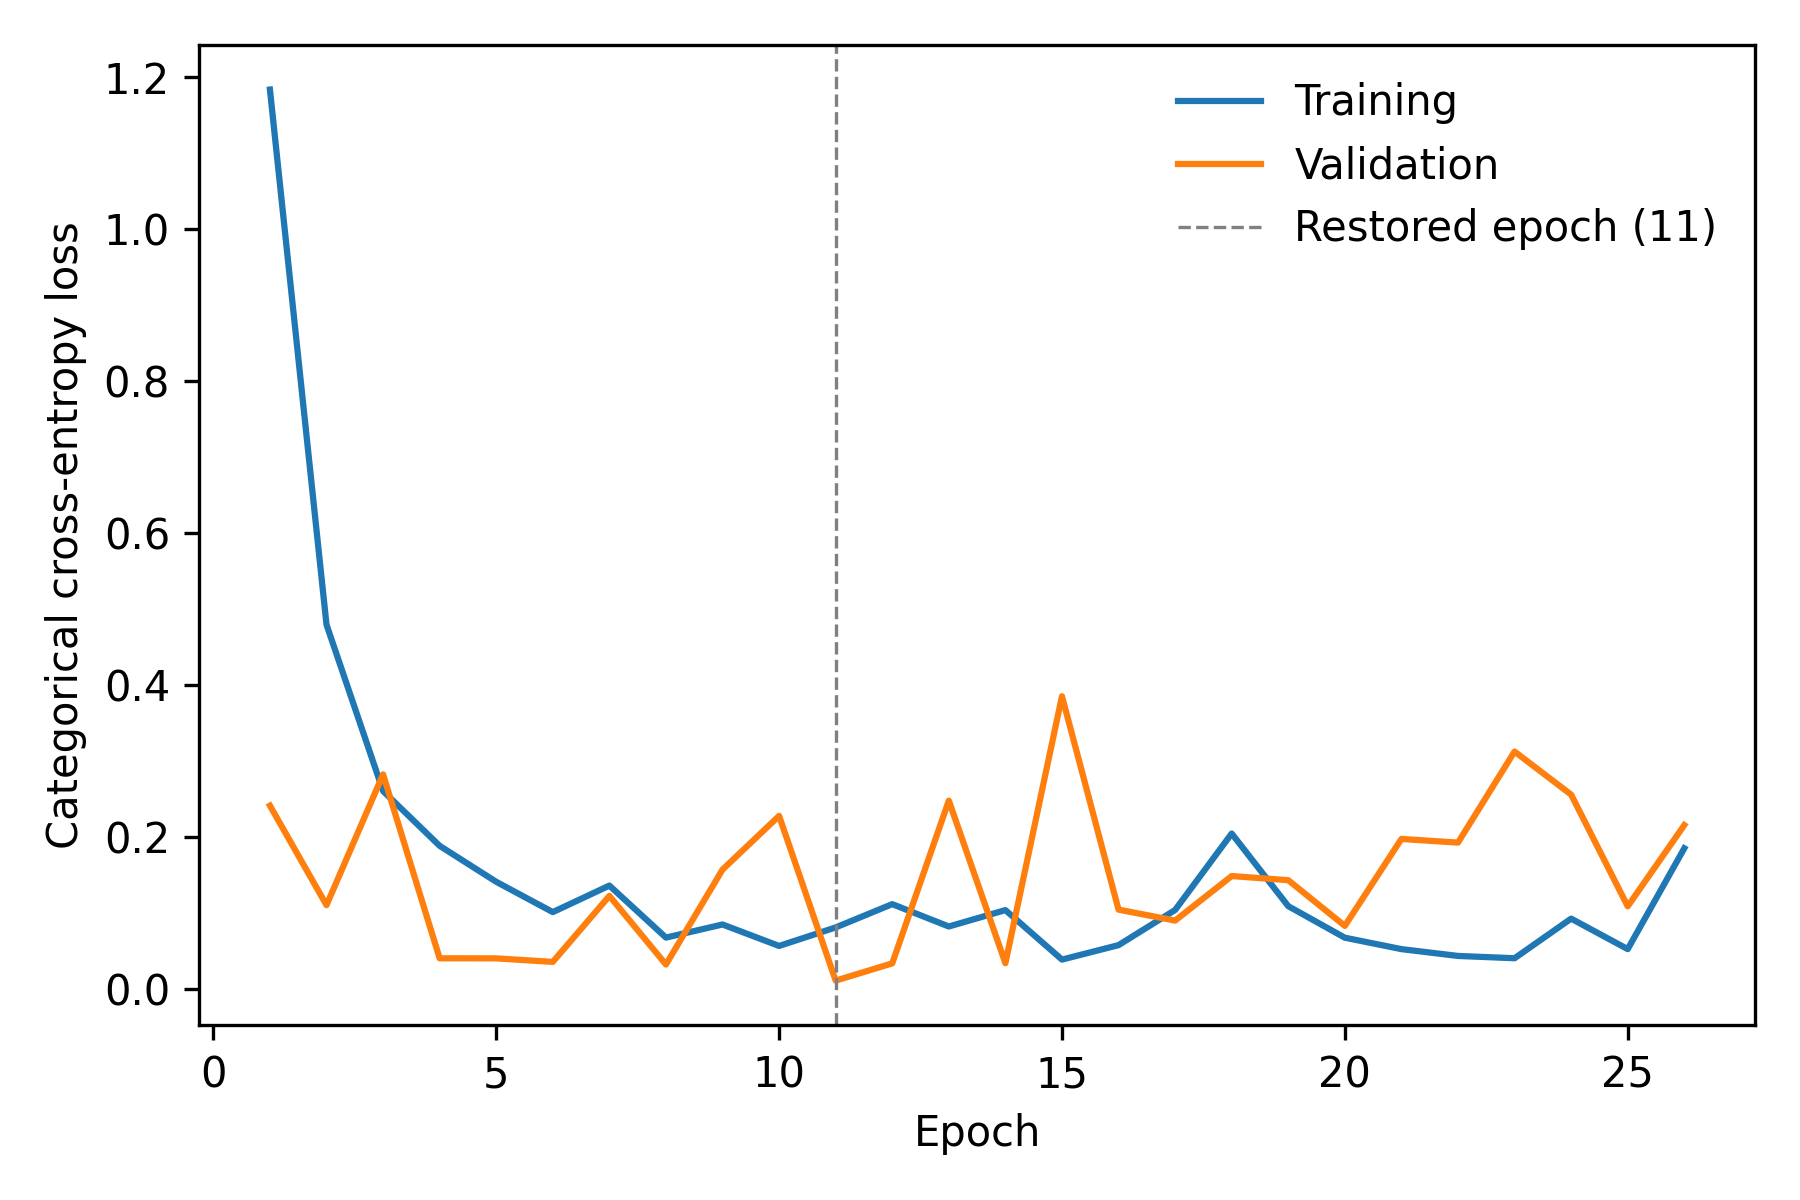 Training
Validation
Restored epoch (11)
Categorical cross-entropy loss
1.2
1.0
0.8
0.6
0.4
0.2
0.0
0 5 10 15 20 25
Epoch